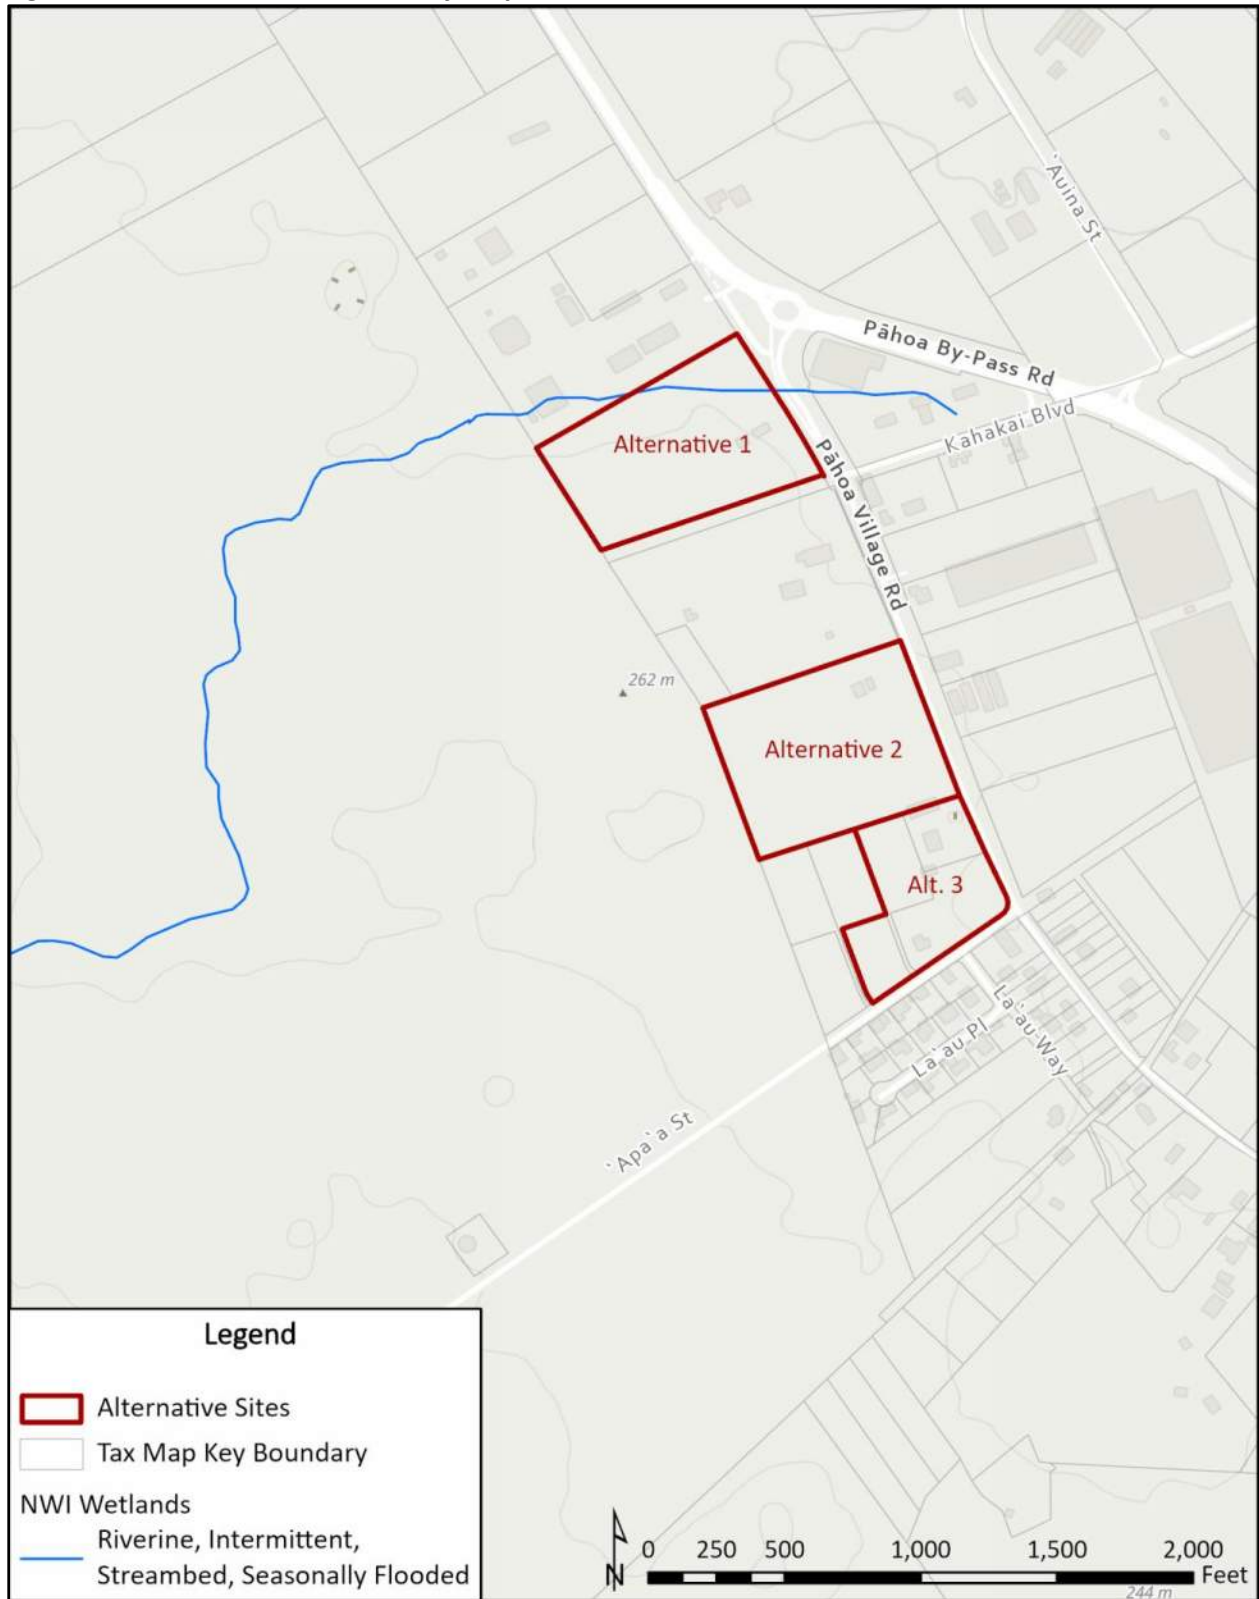 `Auina St
Pāhoa By-Pass Rd
Kahakai Blvd
Alternative 1
Pāhoa Village Rd
262 m
Alternative 2
Alt. 3
La`au Pl
La`au Way
`Apa`a St
Legend
Alternative Sites
Tax Map Key Boundary
NWI Wetlands
Riverine, Intermittent,
Streambed, Seasonally Flooded
N
0 250 500 1,000 1,500 2,000
Feet
244 m